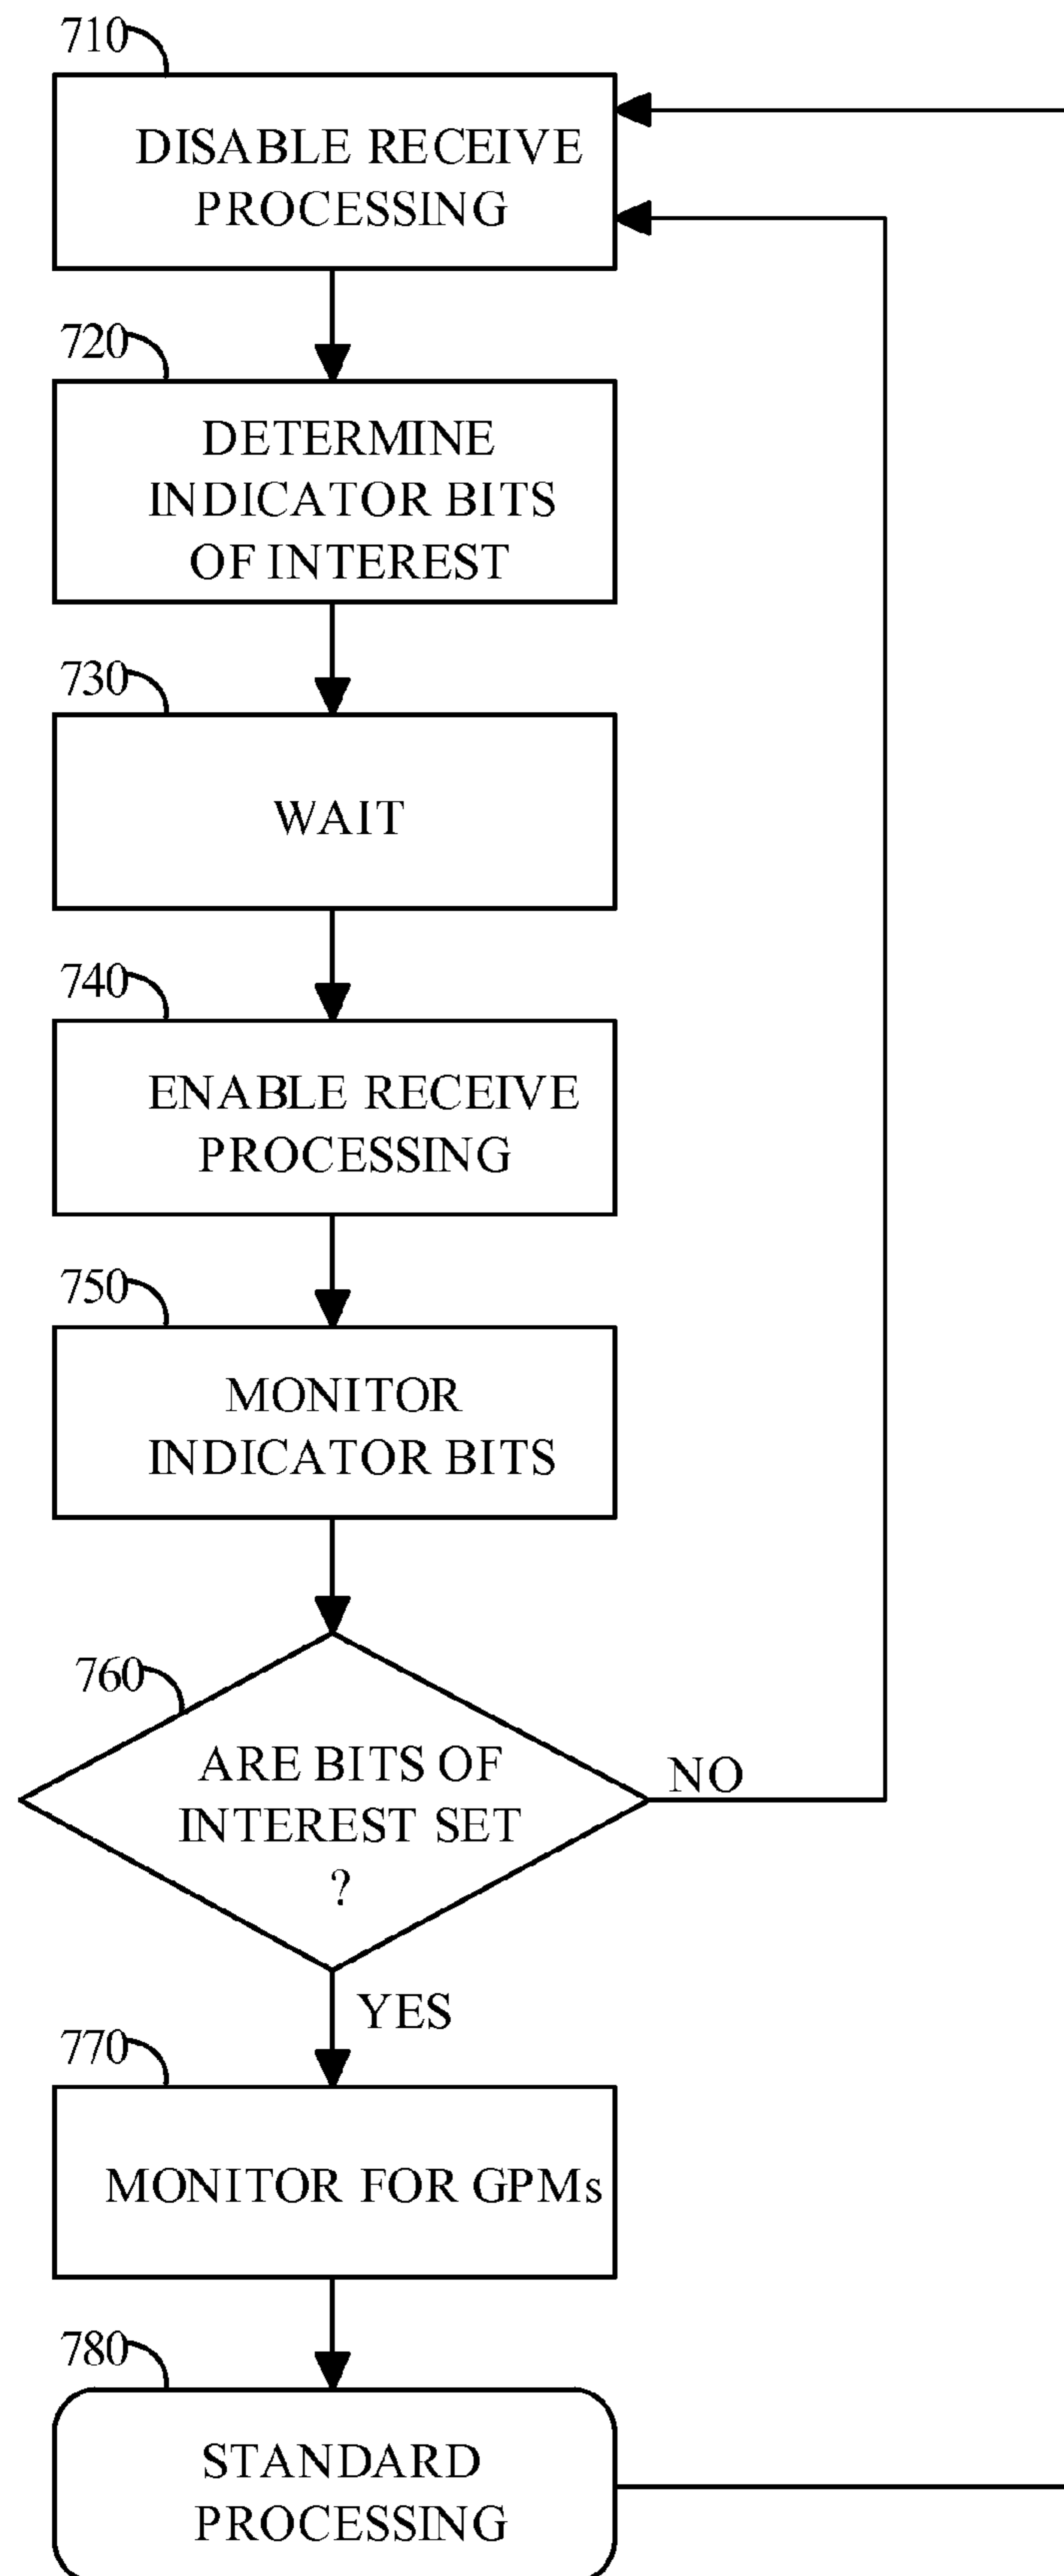 710
DISABLE RECEIVE
PROCESSING
720
DETERMINE
INDICATOR BITS
OF INTEREST
730
WAIT
740
ENABLE RECEIVE
PROCESSING
750
MONITOR
INDICATOR BITS
760
ARE BITS OF
INTEREST SET
?
NO
YES
770
MONITOR FOR GPMs
780
STANDARD
PROCESSING